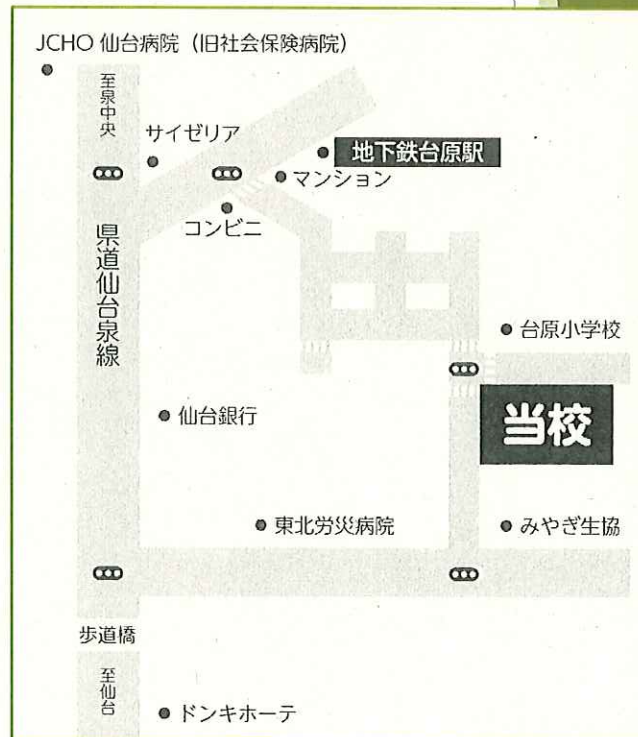 JCHO 仙台病院（旧社会保険病院）
至泉中央
サイゼリア
地下鉄台原駅
マンション
コンビニ
県道仙台泉線
台原小学校
当校
仙台銀行
東北労災病院
みやぎ生協
歩道橋
至仙台
ドンキホーテ